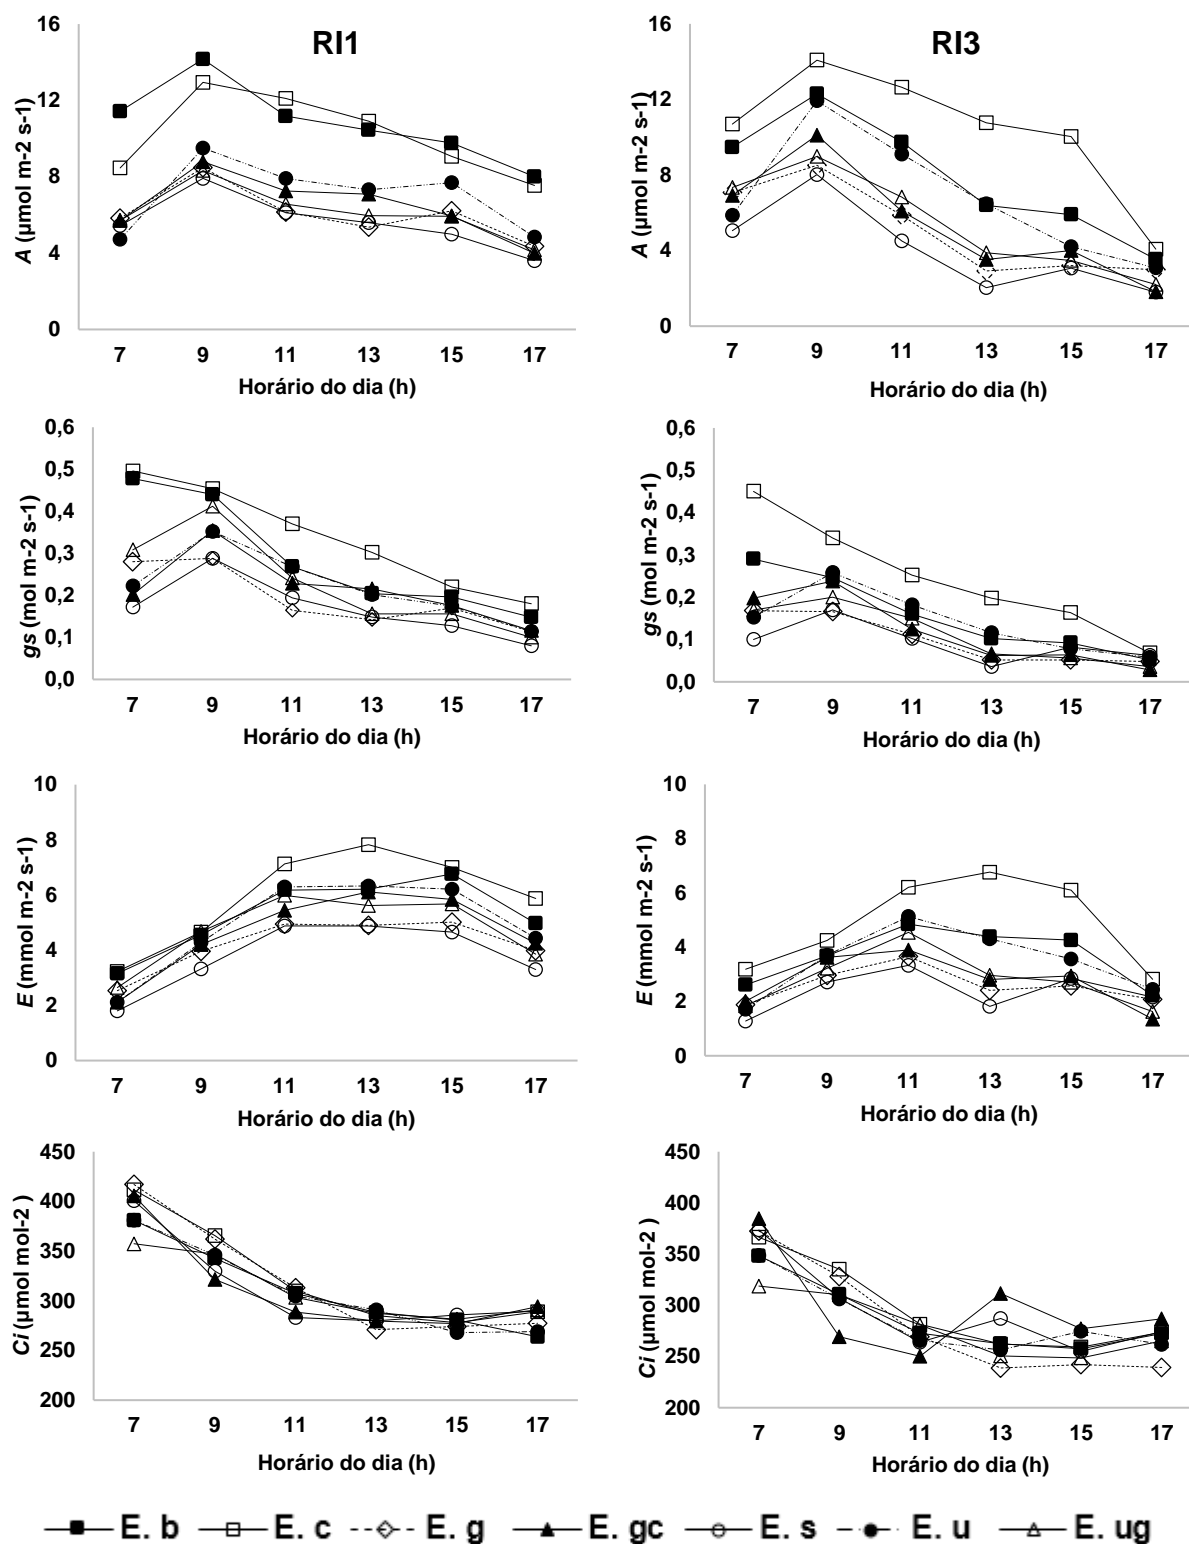 RI1
RI3
16
12
8
4
0
A (µmol m-2 s-1)
7 9 11 13 15 17
Horário do dia (h)
16
12
8
4
0
A (µmol m-2 s-1)
7 9 11 13 15 17
Horário do dia (h)
0,6
0,5
0,4
0,3
0,2
0,1
0,0
gs (mol m-2 s-1)
7 9 11 13 15 17
Horário do dia (h)
0,6
0,5
0,4
0,3
0,2
0,1
0,0
gs (mol m-2 s-1)
7 9 11 13 15 17
Horário do dia (h)
10
8
6
4
2
0
E (mmol m-2 s-1)
7 9 11 13 15 17
Horário do dia (h)
10
8
6
4
2
0
E (mmol m-2 s-1)
7 9 11 13 15 17
Horário do dia (h)
450
400
350
300
250
200
Ci (µmol mol-2 )
7 9 11 13 15 17
Horário do dia (h)
450
400
350
300
250
200
Ci (µmol mol-2 )
7 9 11 13 15 17
Horário do dia (h)
E. b E. c E. g E. gc E. s E. u E. ug